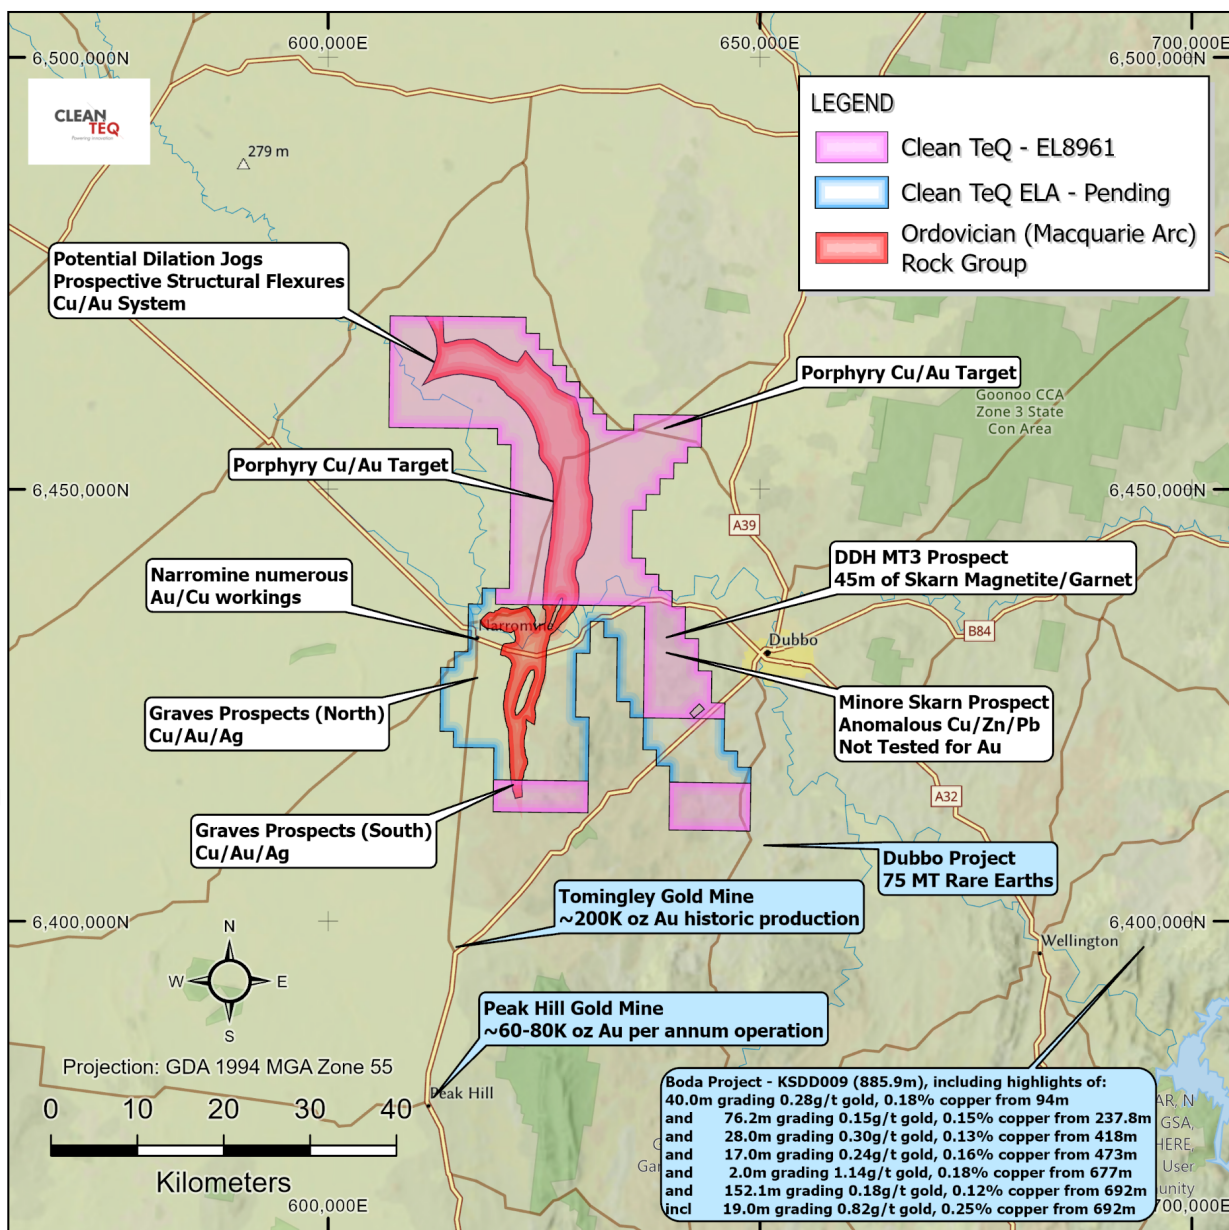 600,000E
650,000E
700,000E
6,500,000N
6,500,000N
CLEAN
TEQ
Powering innovation
279 m
LEGEND
Clean TeQ - EL8961
Clean TeQ ELA - Pending
Ordovician (Macquarie Arc)
Rock Group
Potential Dilation Jogs
Prospective Structural Flexures
Cu/Au System
Porphyry Cu/Au Target
Goonoo CCA
Zone 3 State
Con Area
Porphyry Cu/Au Target
6,450,000N
6,450,000N
A39
DDH MT3 Prospect
45m of Skarn Magnetite/Garnet
Narromine numerous
Au/Cu workings
Narromine
Dubbo
B84
Minore Skarn Prospect
Anomalous Cu/Zn/Pb
Not Tested for Au
Graves Prospects (North)
Cu/Au/Ag
A32
Graves Prospects (South)
Cu/Au/Ag
Dubbo Project
75 MT Rare Earths
Tomingley Gold Mine
~200K oz Au historic production
6,400,000N
6,400,000N
Wellington
N
W
E
S
Peak Hill Gold Mine
~60-80K oz Au per annum operation
Projection: GDA 1994 MGA Zone 55
Peak Hill
0 10 20 30 40
Kilometers
Boda Project - KSDD009 (885.9m), including highlights of:
40.0m grading 0.28g/t gold, 0.18% copper from 94m
and 76.2m grading 0.15g/t gold, 0.15% copper from 237.8m
and 28.0m grading 0.30g/t gold, 0.13% copper from 418m
and 17.0m grading 0.24g/t gold, 0.16% copper from 473m
and 2.0m grading 1.14g/t gold, 0.18% copper from 677m
and 152.1m grading 0.18g/t gold, 0.12% copper from 692m
incl 19.0m grading 0.82g/t gold, 0.25% copper from 692m
GSA,
HERE,
User
600,000E
700,000E